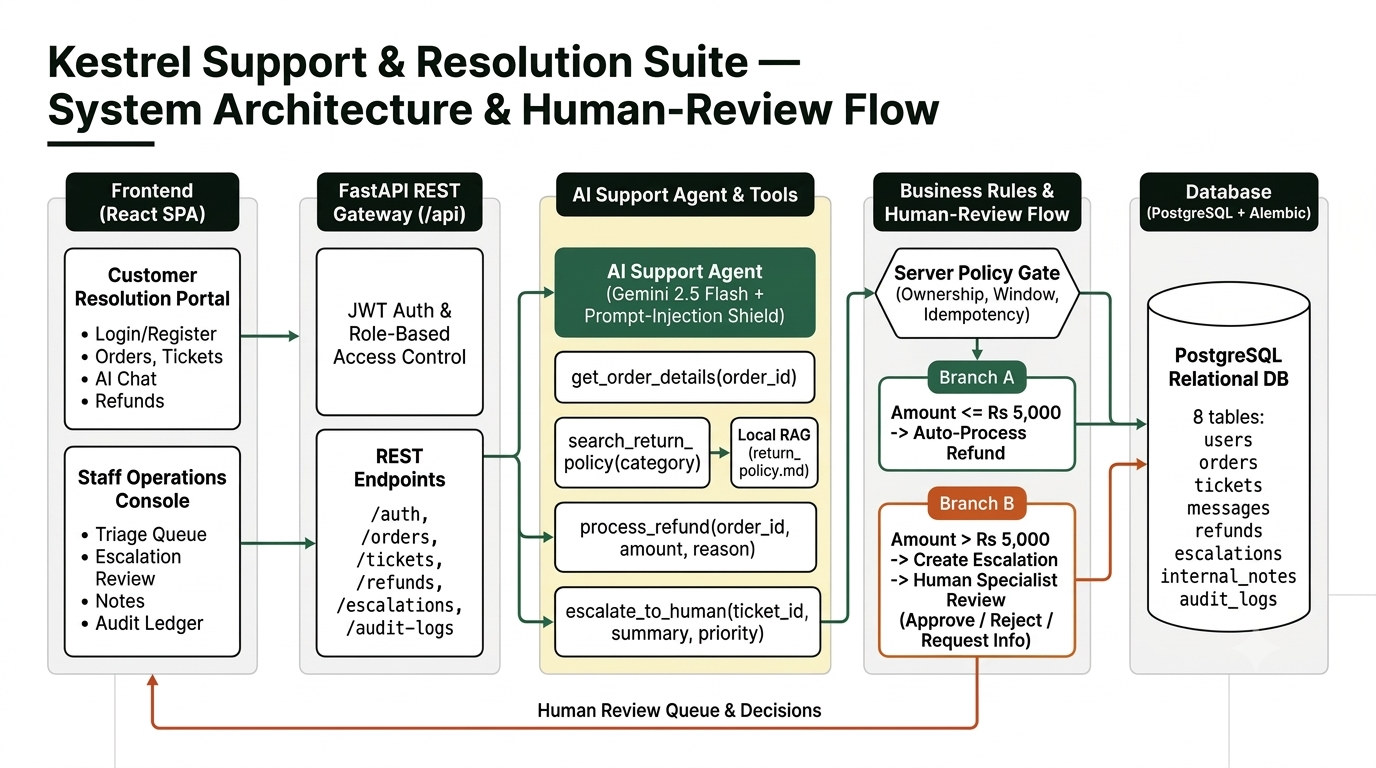 Kestrel Support & Resolution Suite —
System Architecture & Human-Review Flow
Frontend
(React SPA)
Customer
Resolution Portal
• Login/Register
• Orders, Tickets
• AI Chat
• Refunds
Staff Operations
Console
• Triage Queue
• Escalation
Review
• Notes
• Audit Ledger
FastAPI REST
Gateway (/api)
JWT Auth &
Role-Based
Access Control
REST
Endpoints
/auth,
/orders,
/tickets,
/refunds,
/escalations,
/audit-logs
AI Support Agent & Tools
AI Support Agent
(Gemini 2.5 Flash +
Prompt-Injection Shield)
get_order_details(order_id)
search_return_
policy(category)
Local RAG
(return_
policy.md)
process_refund(order_id,
amount, reason)
escalate_to_human(ticket_id,
summary, priority)
Business Rules &
Human-Review Flow
Server Policy Gate
(Ownership, Window,
Idempotency)
Branch A
Amount <= Rs 5,000
-> Auto-Process
Refund
Branch B
Amount > Rs 5,000
-> Create Escalation
-> Human Specialist
Review
(Approve / Reject /
Request Info)
Database
(PostgreSQL + Alembic)
PostgreSQL
Relational DB
8 tables:
users
orders
tickets
messages
refunds
escalations
internal_notes
audit_logs
Human Review Queue & Decisions